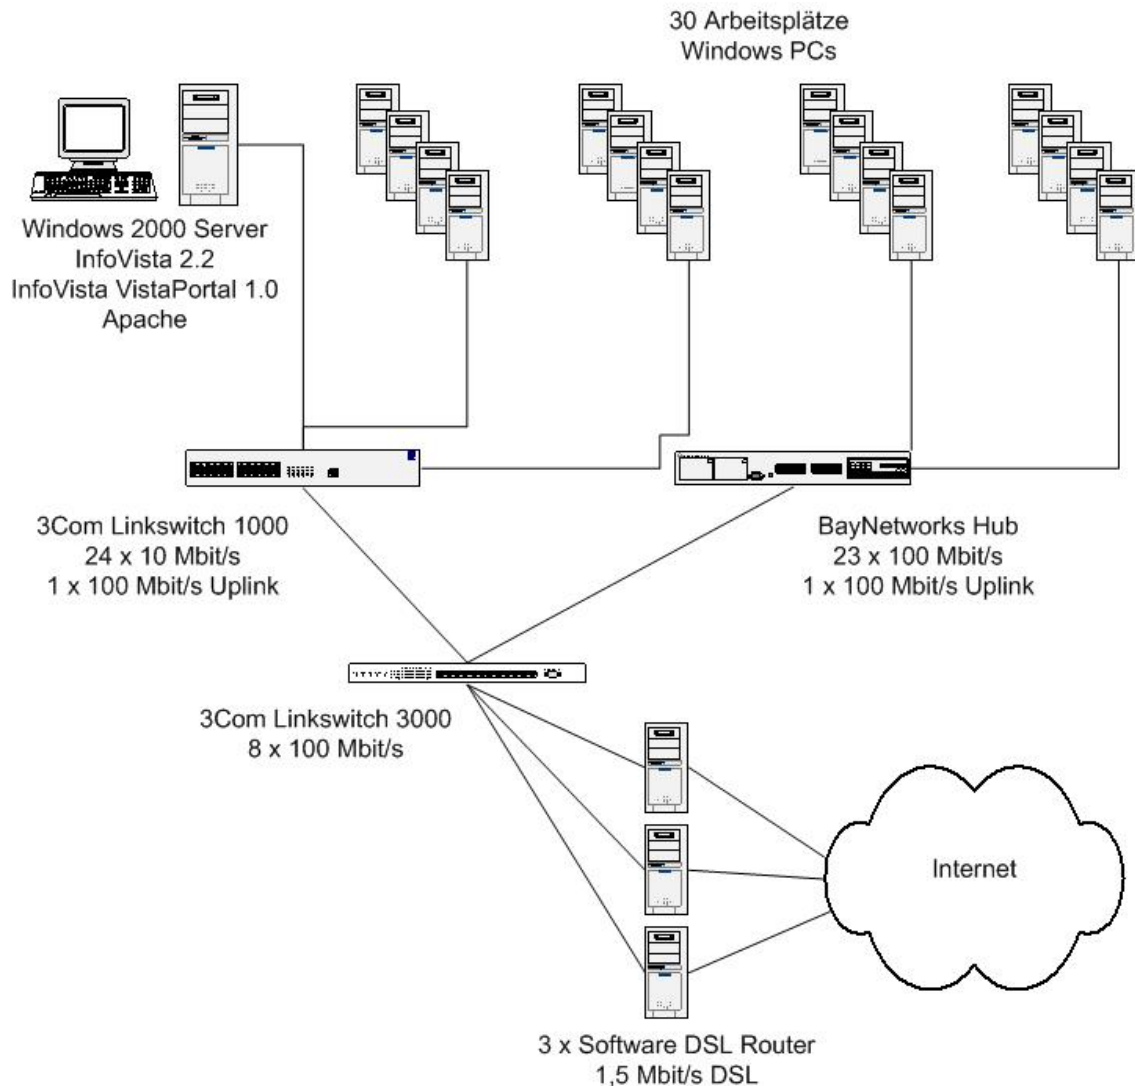 30 Arbeitsplätze
Windows PCs
Windows 2000 Server
InfoVista 2.2
InfoVista VistaPortal 1.0
Apache
3Com Linkswitch 1000
24 x 10 Mbit/s
1 x 100 Mbit/s Uplink
BayNetworks Hub
23 x 100 Mbit/s
1 x 100 Mbit/s Uplink
3Com Linkswitch 3000
8 x 100 Mbit/s
Internet
3 x Software DSL Router
1,5 Mbit/s DSL